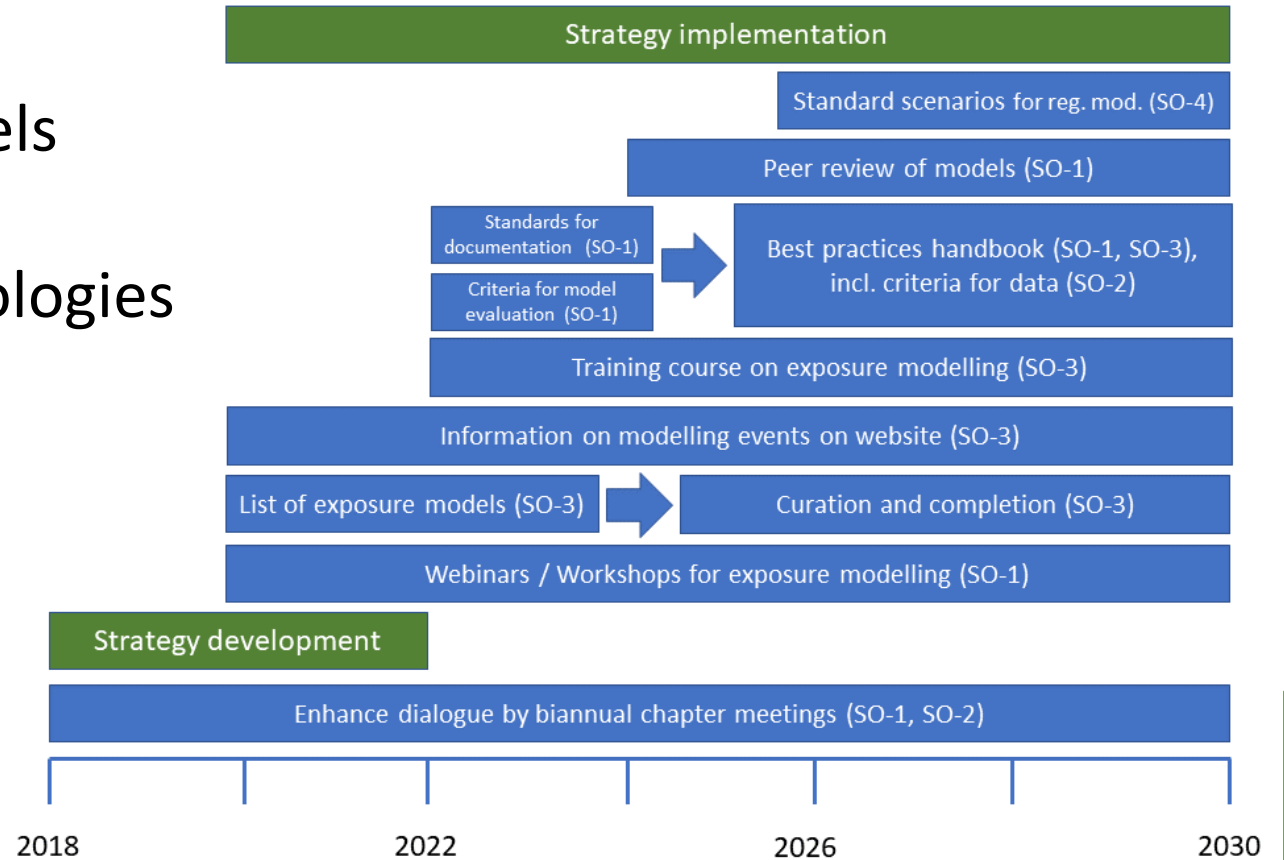 Strategy implementation
Standard scenarios for reg. mod. (SO-4)
els
Peer review of models (SO-1)
Standards for
documentation (SO-1)
Best practices handbook (SO-1, SO-3),
incl. criteria for data (SO-2)
ologies
Criteria for model
evaluation (SO-1)
Training course on exposure modelling (SO-3)
Information on modelling events on website (SO-3)
List of exposure models (SO-3)
Curation and completion (SO-3)
Webinars / Workshops for exposure modelling (SO-1)
Strategy development
Enhance dialogue by biannual chapter meetings (SO-1, SO-2)
2018
2022
2026
2030